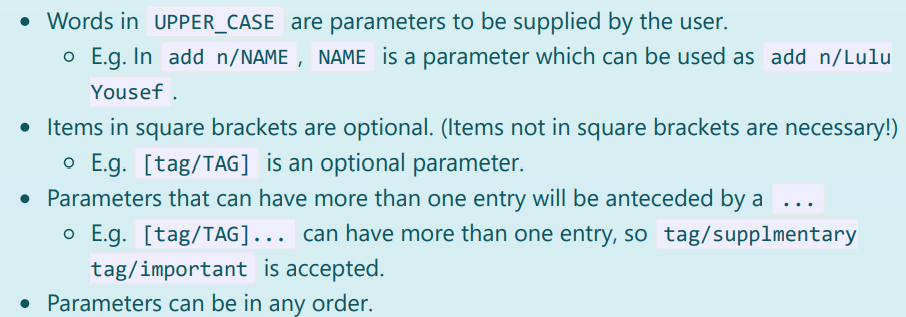 Words in UPPER_CASE are parameters to be supplied by the user.
E.g. In add n/NAME , NAME is a parameter which can be used as add n/Lulu
Yousef .
Items in square brackets are optional. (Items not in square brackets are necessary!)
E.g. [tag/TAG] is an optional parameter.
Parameters that can have more than one entry will be anteceded by a ...
E.g. [tag/TAG]... can have more than one entry, so tag/supplmentary
tag/important is accepted.
Parameters can be in any order.